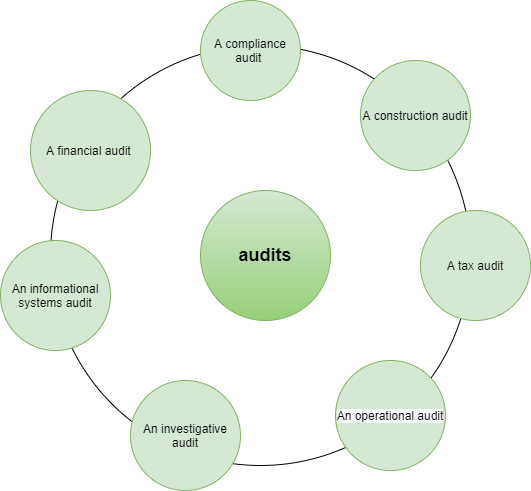 A compliance
audit
A construction audit
A financial audit
audits
A tax audit
An informational
systems audit
An operational audit
An investigative
audit